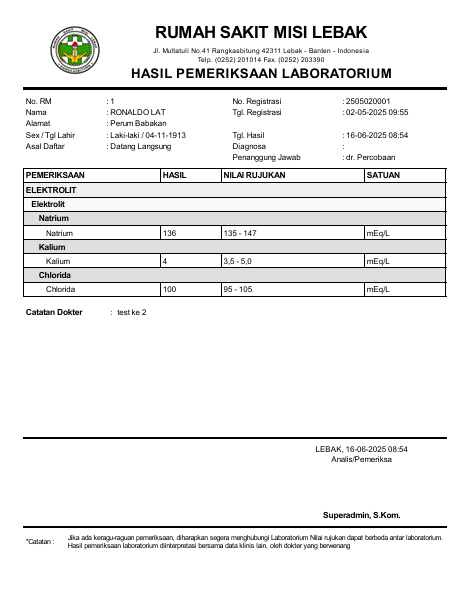 RUMAH SAKIT MISI LEBAK
Jl. Multatuli No.41 Rangkasbitung 42311 Lebak - Banten - Indonesia
Telp. (0252) 201014 Fax. (0252) 203390
HASIL PEMERIKSAAN LABORATORIUM
No. RM : 1 No. Registrasi : 2505020001
Nama : RONALDO LAT Tgl. Registrasi : 02-05-2025 09:55
Alamat : Perum Babakan
Sex / Tgl Lahir : Laki-laki / 04-11-1913 Tgl. Hasil : 16-06-2025 08:54
Asal Daftar : Datang Langsung Diagnosa :
Penanggung Jawab : dr. Percobaan
PEMERIKSAAN HASIL NILAI RUJUKAN SATUAN
ELEKTROLIT
Elektrolit
Natrium
Natrium 136 135 - 147 mEq/L
Kalium
Kalium 4 3,5 - 5,0 mEq/L
Chlorida
Chlorida 100 95 - 105 mEq/L
Catatan Dokter : test ke 2
LEBAK, 16-06-2025 08:54
Analis/Pemeriksa
Superadmin, S.Kom.
*Catatan : Jika ada keragu-raguan pemeriksaan, diharapkan segera menghubungi Laboratorium Nilai rujukan dapat berbeda antar laboratorium.
Hasil pemeriksaan laboratorium diinterpretasi bersama data klinis lain, oleh dokter yang berwenang